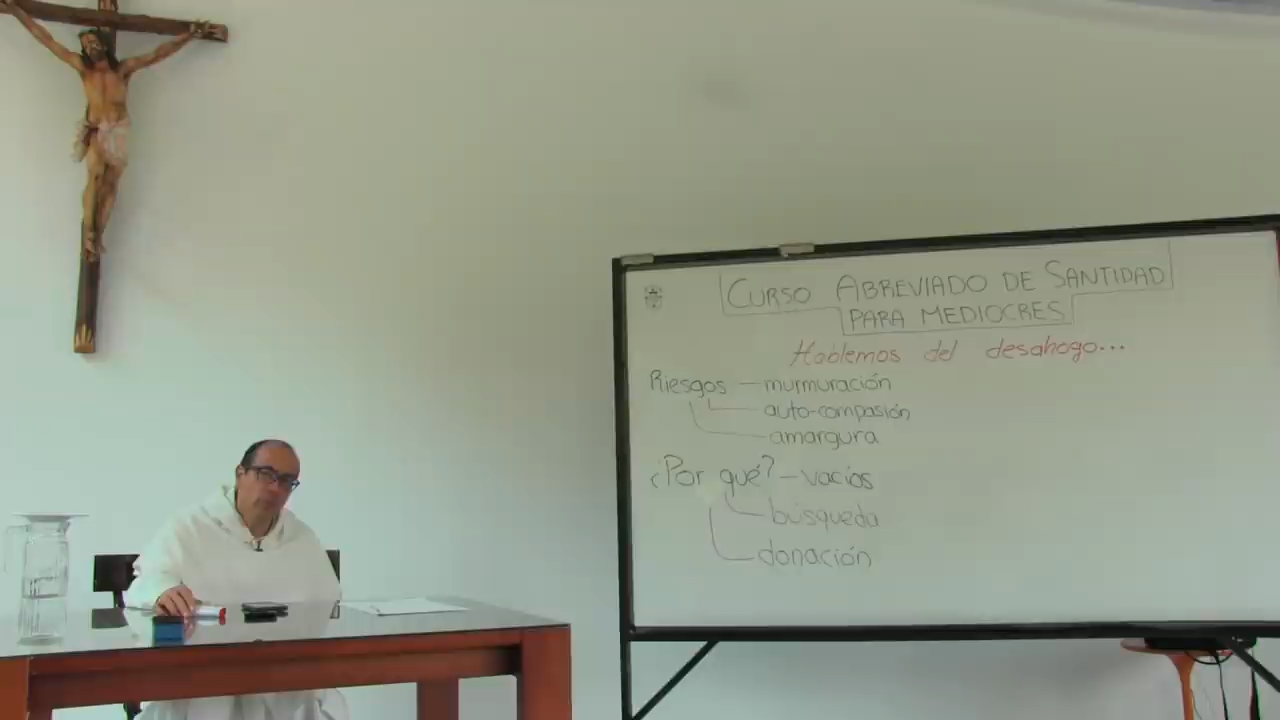 CURSO ABREVIADO DE SANTIDAD
PARA MEDIOCRES
Hablemos del desahogo...
Riesgos — murmuración
auto-compasión
amargura
¿Por qué? — vacíos
búsqueda
donación